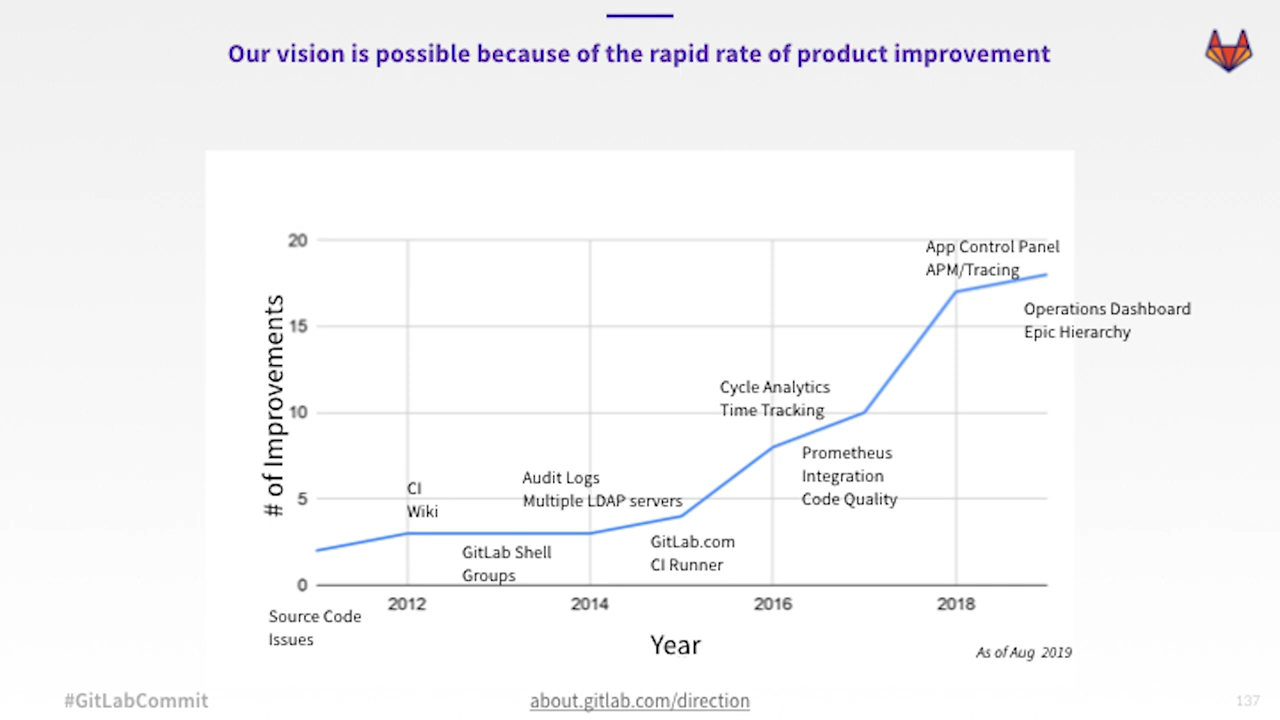 Our vision is possible because of the rapid rate of product improvement
20
App Control Panel
APM/Tracing
Operations Dashboard
Epic Hierarchy
15
# of Improvements
Cycle Analytics
Time Tracking
10
Prometheus
Integration
Code Quality
Audit Logs
Multiple LDAP servers
CI
Wiki
5
GitLab.com
CI Runner
GitLab Shell
Groups
0
2012
2014
2016
2018
Source Code
Issues
Year
As of Aug 2019
#GitLabCommit
about.gitlab.com/direction
137